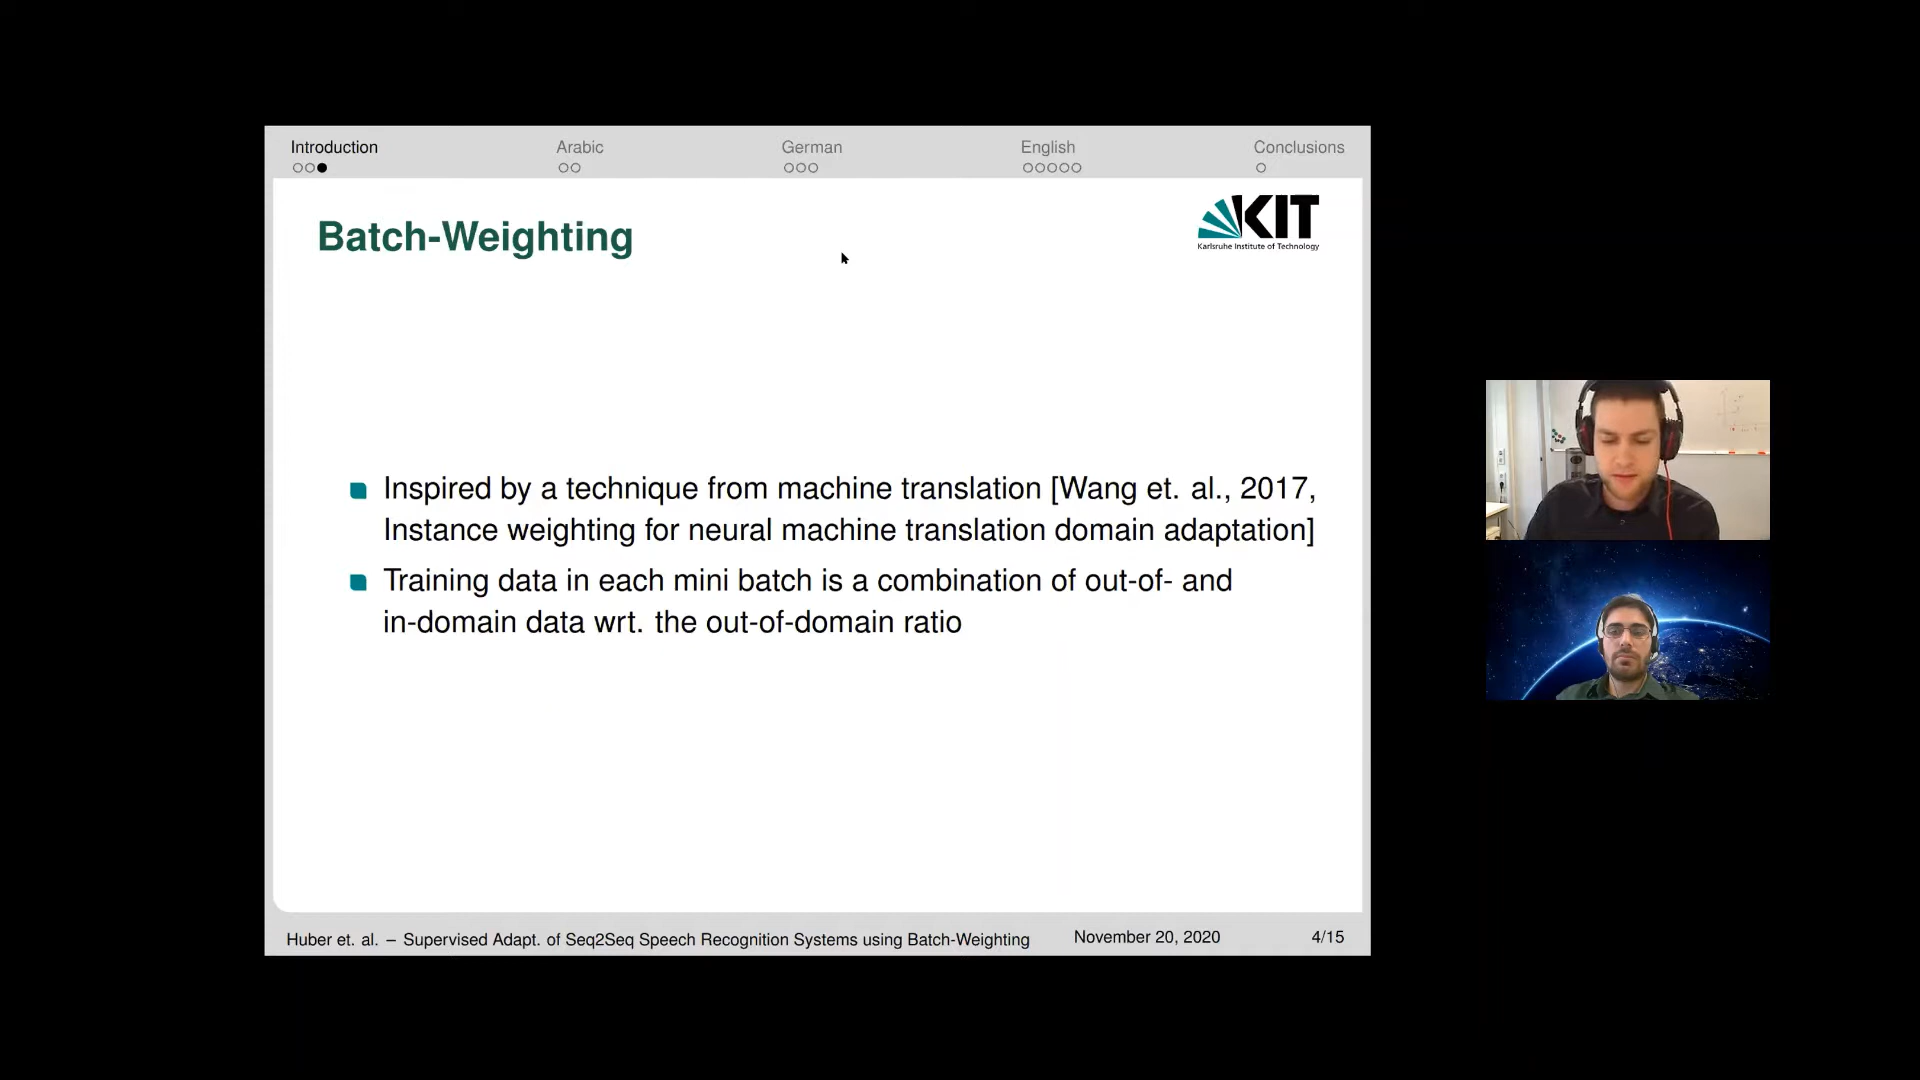 Introduction Arabic German English Conclusions
Batch-Weighting
KIT
Karlsruhe Institute of Technology
Inspired by a technique from machine translation [Wang et. al., 2017,
Instance weighting for neural machine translation domain adaptation]
Training data in each mini batch is a combination of out-of- and
in-domain data wrt. the out-of-domain ratio
Huber et. al. – Supervised Adapt. of Seq2Seq Speech Recognition Systems using Batch-Weighting November 20, 2020 4/15